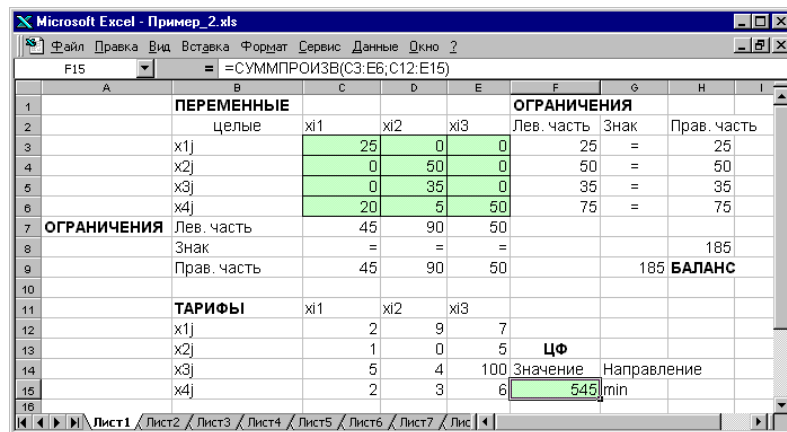 Microsoft Excel - Пример_2.xls
Файл Правка Вид Вставка Формат Сервис Данные Окно ?
F15 = =СУММПРОИЗВ(C3:E6;C12:E15)
A B C D E F G H I
1 ПЕРЕМЕННЫЕ ОГРАНИЧЕНИЯ
2 целые xi1 xi2 xi3 Лев. часть Знак Прав. часть
3 x1j 25 0 0 25 = 25
4 x2j 0 50 0 50 = 50
5 x3j 0 35 0 35 = 35
6 x4j 20 5 50 75 = 75
7 ОГРАНИЧЕНИЯ Лев. часть 45 90 50
8 Знак = = = 185
9 Прав. часть 45 90 50 185 БАЛАНС
10
11 ТАРИФЫ xi1 xi2 xi3
12 x1j 2 9 7
13 x2j 1 0 5 ЦФ
14 x3j 5 4 100 Значение Направление
15 x4j 2 3 6 545 min
16
Лист1 Лист2 Лист3 Лист4 Лист5 Лист6 Лист7 Лис